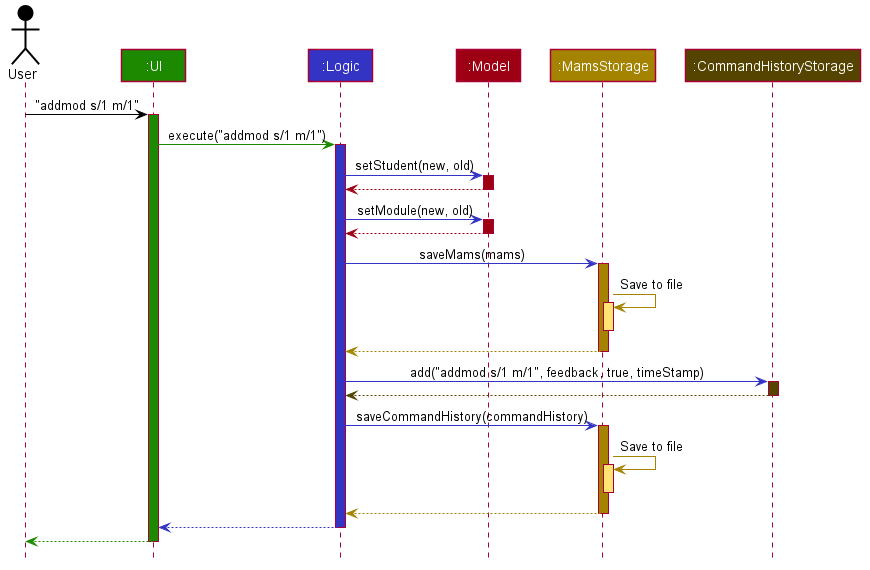 User
:UI
:Logic
:Model
:MamsStorage
:CommandHistoryStorage
"addmod s/1 m/1"
execute("addmod s/1 m/1")
setStudent(new, old)
setModule(new, old)
saveMams(mams)
Save to file
add("addmod s/1 m/1", feedback, true, timeStamp)
saveCommandHistory(commandHistory)
Save to file